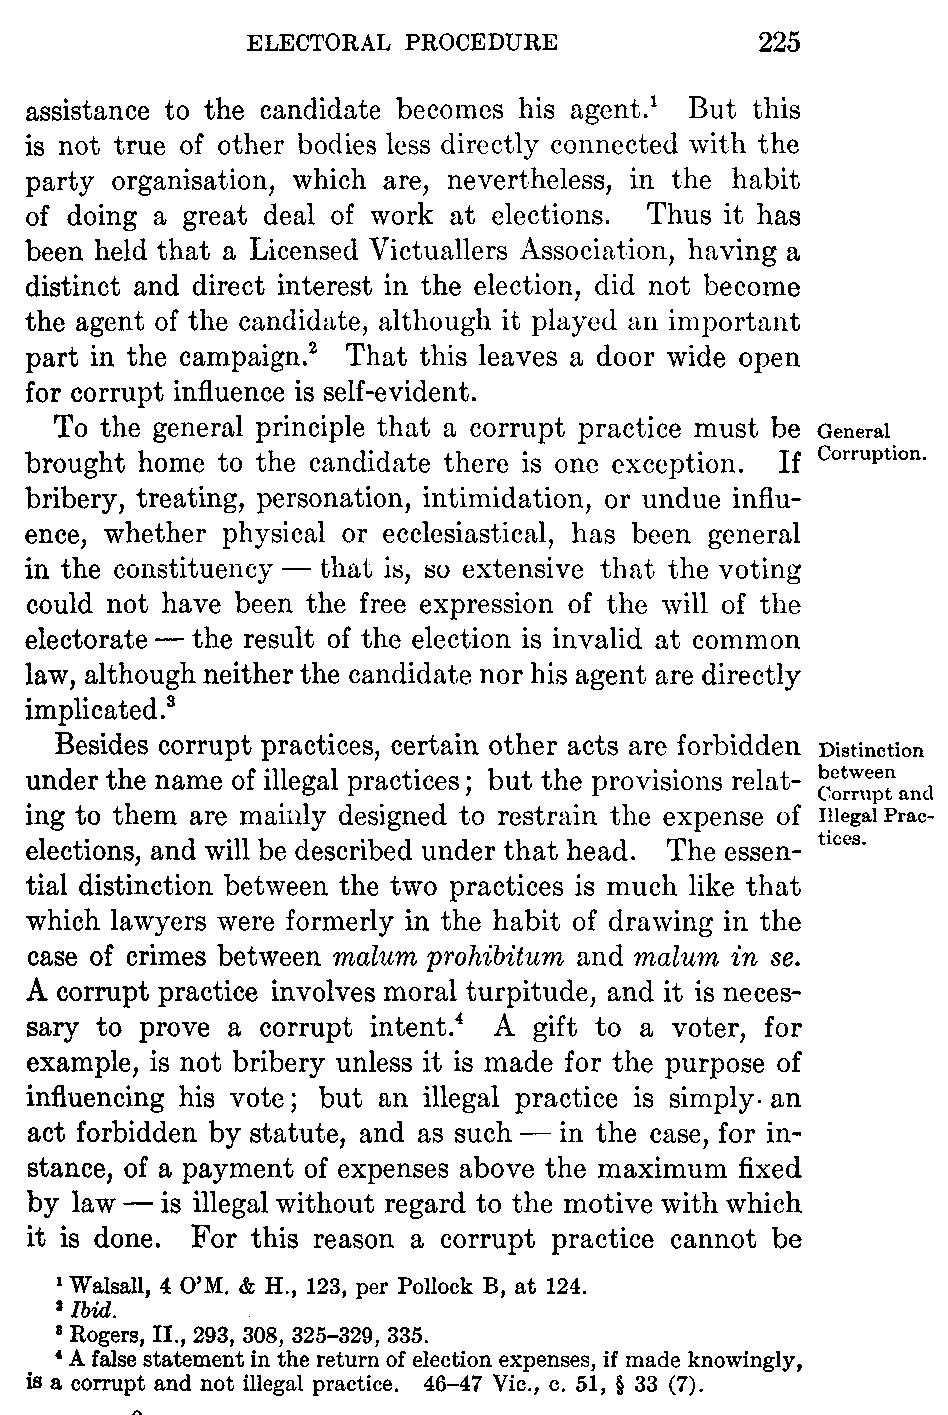 ELECTORAL PROCEDURE 225
assistance to the candidate becomes his agent.¹ But this
is not true of other bodies less directly connected with the
party organisation, which are, nevertheless, in the habit
of doing a great deal of work at elections. Thus it has
been held that a Licensed Victuallers Association, having a
distinct and direct interest in the election, did not become
the agent of the candidate, although it played an important
part in the campaign.² That this leaves a door wide open
for corrupt influence is self-evident.
To the general principle that a corrupt practice must be
brought home to the candidate there is one exception. If
bribery, treating, personation, intimidation, or undue influ-
ence, whether physical or ecclesiastical, has been general
in the constituency — that is, so extensive that the voting
could not have been the free expression of the will of the
electorate — the result of the election is invalid at common
law, although neither the candidate nor his agent are directly
implicated.³
General
Corruption.
Besides corrupt practices, certain other acts are forbidden
under the name of illegal practices; but the provisions relat-
ing to them are mainly designed to restrain the expense of
elections, and will be described under that head. The essen-
tial distinction between the two practices is much like that
which lawyers were formerly in the habit of drawing in the
case of crimes between malum prohibitum and malum in se.
A corrupt practice involves moral turpitude, and it is neces-
sary to prove a corrupt intent.⁴ A gift to a voter, for
example, is not bribery unless it is made for the purpose of
influencing his vote; but an illegal practice is simply an
act forbidden by statute, and as such — in the case, for in-
stance, of a payment of expenses above the maximum fixed
by law — is illegal without regard to the motive with which
it is done. For this reason a corrupt practice cannot be
Distinction
between
Corrupt and
Illegal Prac-
tices.
¹ Walsall, 4 O'M. & H., 123, per Pollock B, at 124.
² Ibid.
³ Rogers, II., 293, 308, 325–329, 335.
⁴ A false statement in the return of election expenses, if made knowingly,
is a corrupt and not illegal practice. 46–47 Vic., c. 51, § 33 (7).